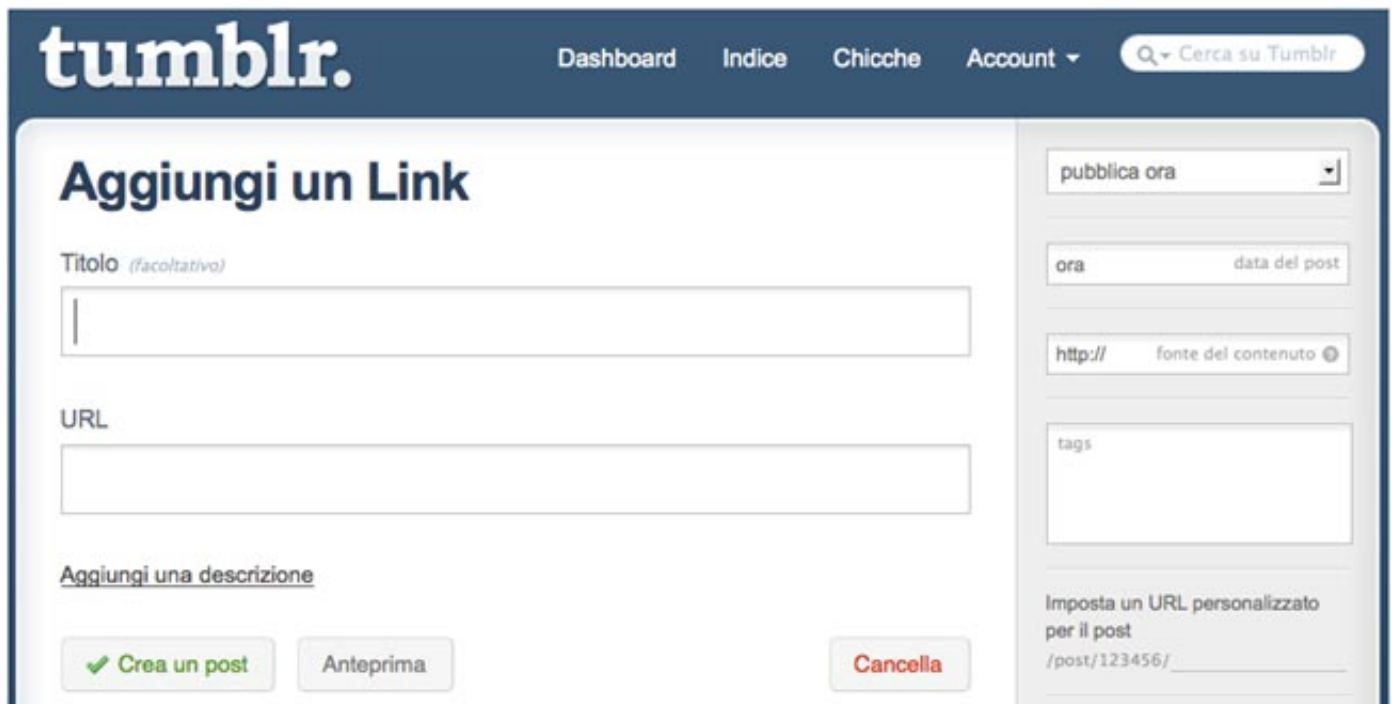 tumblr.
Dashboard Indice Chicche Account Cerca su Tumblr
Aggiungi un Link
Titolo (facoltativo)
URL
Aggiungi una descrizione
Crea un post Anteprima Cancella
pubblica ora
ora data del post
http:// fonte del contenuto ?
tags
Imposta un URL personalizzato
per il post
/post/123456/